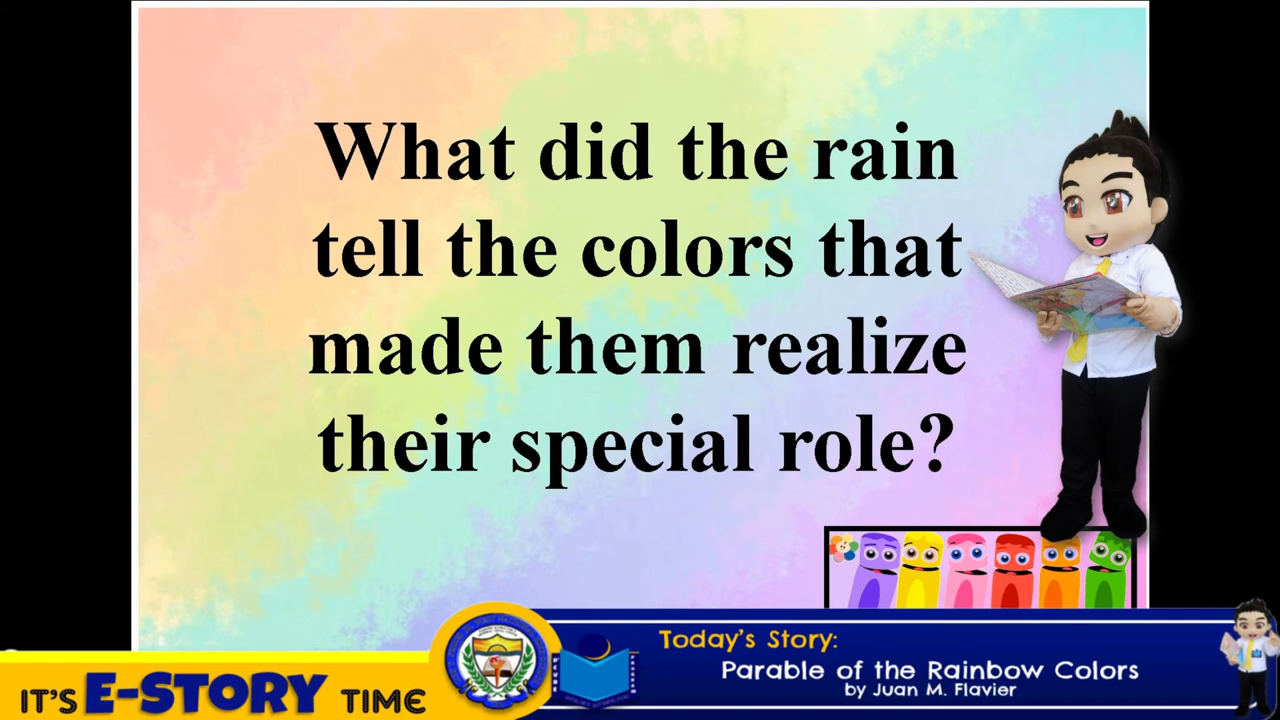 What did the rain
tell the colors that
made them realize
their special role?
Today's Story:
Parable of the Rainbow Colors
by Juan M. Flavier
IT'S E-STORY TIME